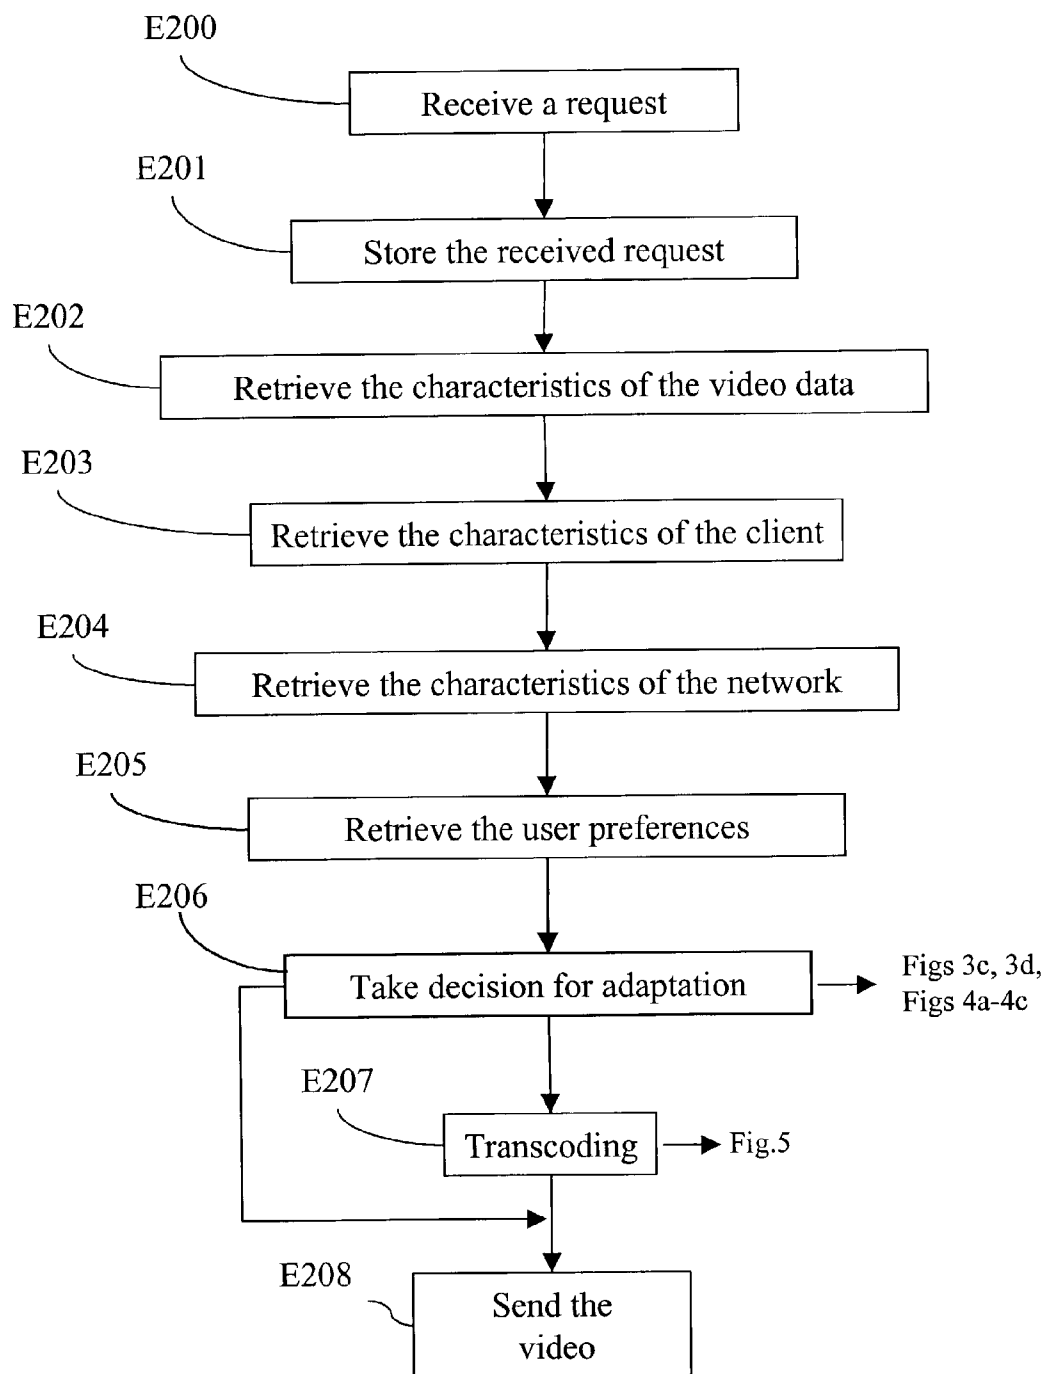 E200
Receive a request
E201
Store the received request
E202
Retrieve the characteristics of the video data
E203
Retrieve the characteristics of the client
E204
Retrieve the characteristics of the network
E205
Retrieve the user preferences
E206
Take decision for adaptation
Figs 3c, 3d,
Figs 4a-4c
E207
Transcoding
Fig.5
E208
Send the
video